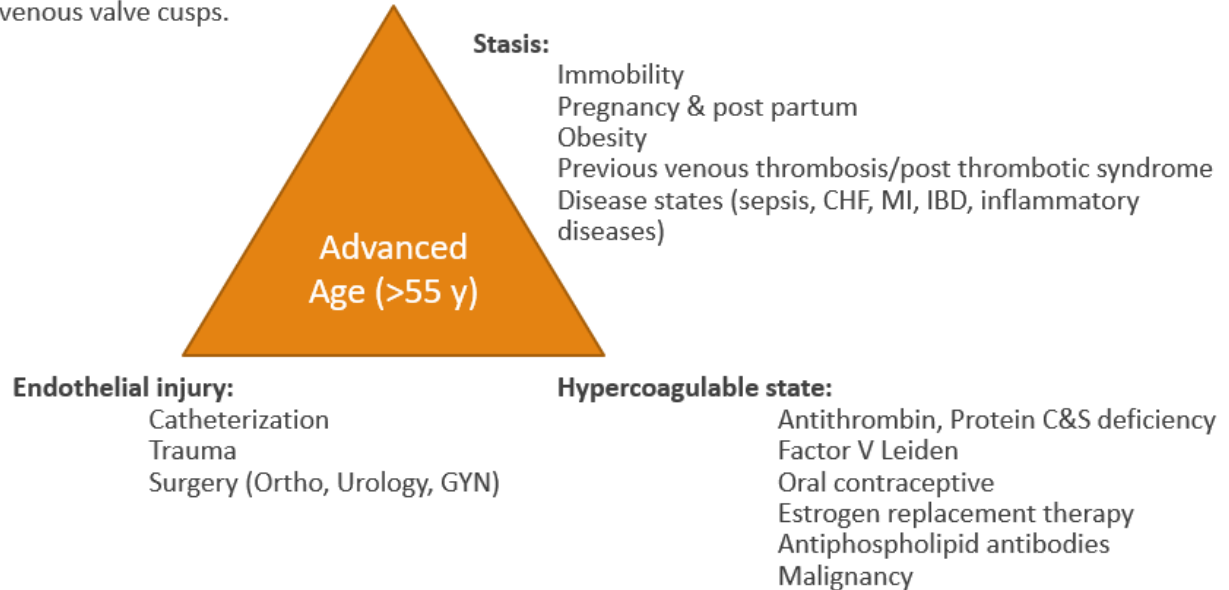 venous valve cusps.
Stasis:
Immobility
Pregnancy & post partum
Obesity
Previous venous thrombosis/post thrombotic syndrome
Disease states (sepsis, CHF, MI, IBD, inflammatory
diseases)
Advanced
Age (>55 y)
Endothelial injury:
Catheterization
Trauma
Surgery (Ortho, Urology, GYN)
Hypercoagulable state:
Antithrombin, Protein C&S deficiency
Factor V Leiden
Oral contraceptive
Estrogen replacement therapy
Antiphospholipid antibodies
Malignancy